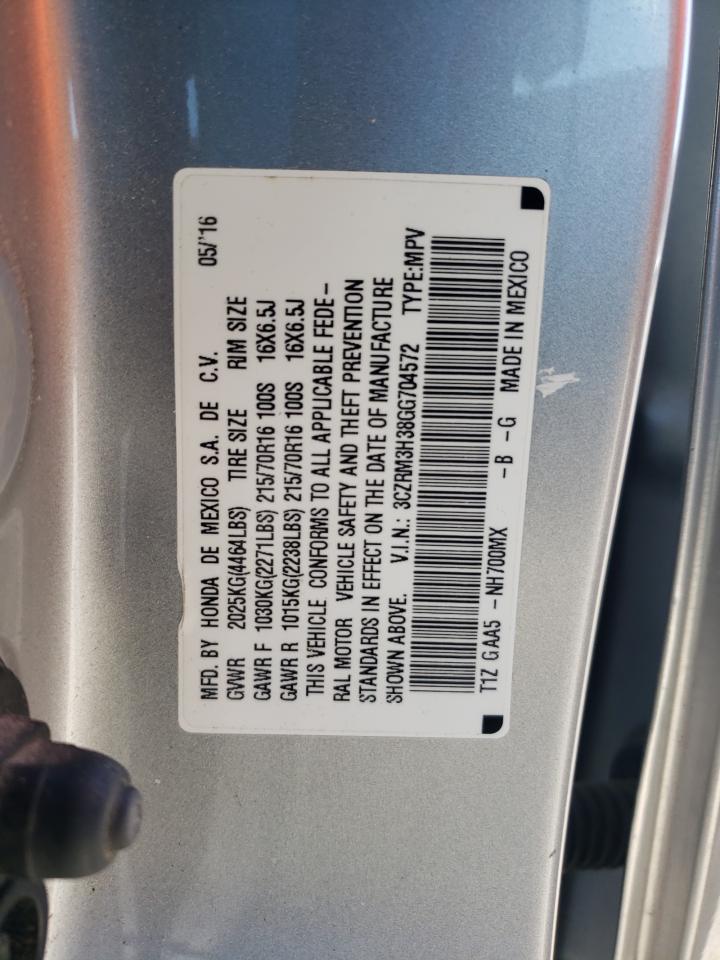 MFD. BY HONDA DE MEXICO S.A. DE C.V. 05/'16
GVWR 2025KG(4464LBS) TIRE SIZE RIM SIZE
GAWR F 1030KG(2271LBS) 215/70R16 100S 16X6.5J
GAWR R 1015KG(2238LBS) 215/70R16 100S 16X6.5J
THIS VEHICLE CONFORMS TO ALL APPLICABLE FEDE-
RAL MOTOR VEHICLE SAFETY AND THEFT PREVENTION
STANDARDS IN EFFECT ON THE DATE OF MANUFACTURE
SHOWN ABOVE. V.I.N.: 3CZRM3H38GG704572 TYPE:MPV
T1Z GAA5 -NH700MX -B -G MADE IN MEXICO